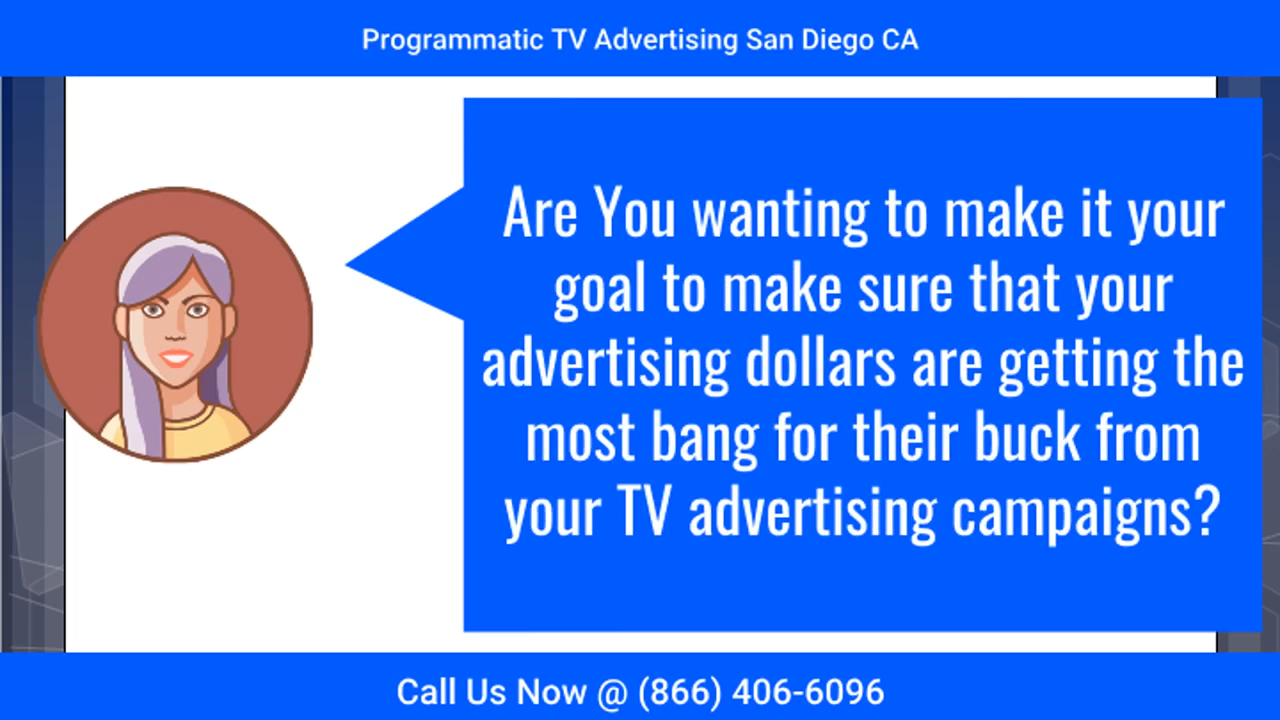 Programmatic TV Advertising San Diego CA
Are You wanting to make it your
goal to make sure that your
advertising dollars are getting the
most bang for their buck from
your TV advertising campaigns?
Call Us Now @ (866) 406-6096